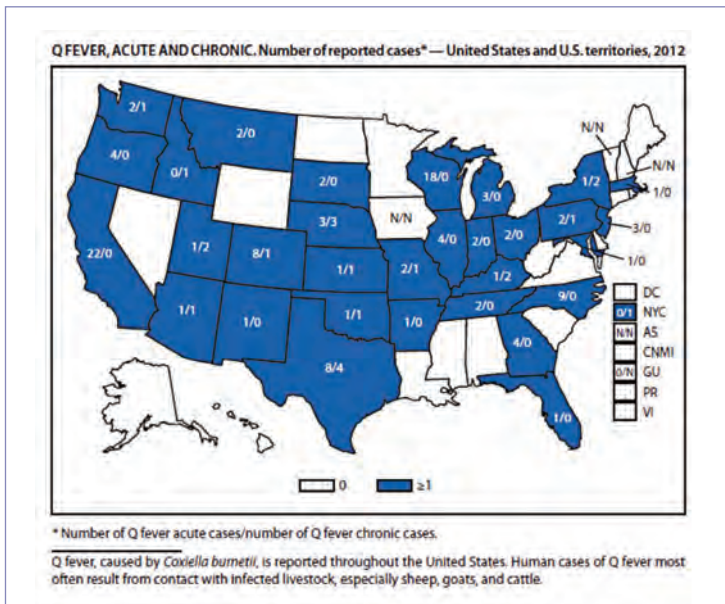 Q FEVER, ACUTE AND CHRONIC. Number of reported cases* — United States and U.S. territories, 2012
2/1
2/0
N/N
4/0
0/1
2/0
18/0
N/N
3/0
1/2
1/0
3/3
N/N
2/1
3/0
22/0
1/2
8/1
4/0
2/0
2/0
1/0
1/1
2/1
1/2
DC
1/1
1/0
1/1
1/0
2/0
9/0
0/1 NYC
N/N AS
4/0
CNMI
8/4
0/N GU
PR
1/0
VI
0
≥1
* Number of Q fever acute cases/number of Q fever chronic cases.
Q fever, caused by Coxiella burnetii, is reported throughout the United States. Human cases of Q fever most
often result from contact with infected livestock, especially sheep, goats, and cattle.